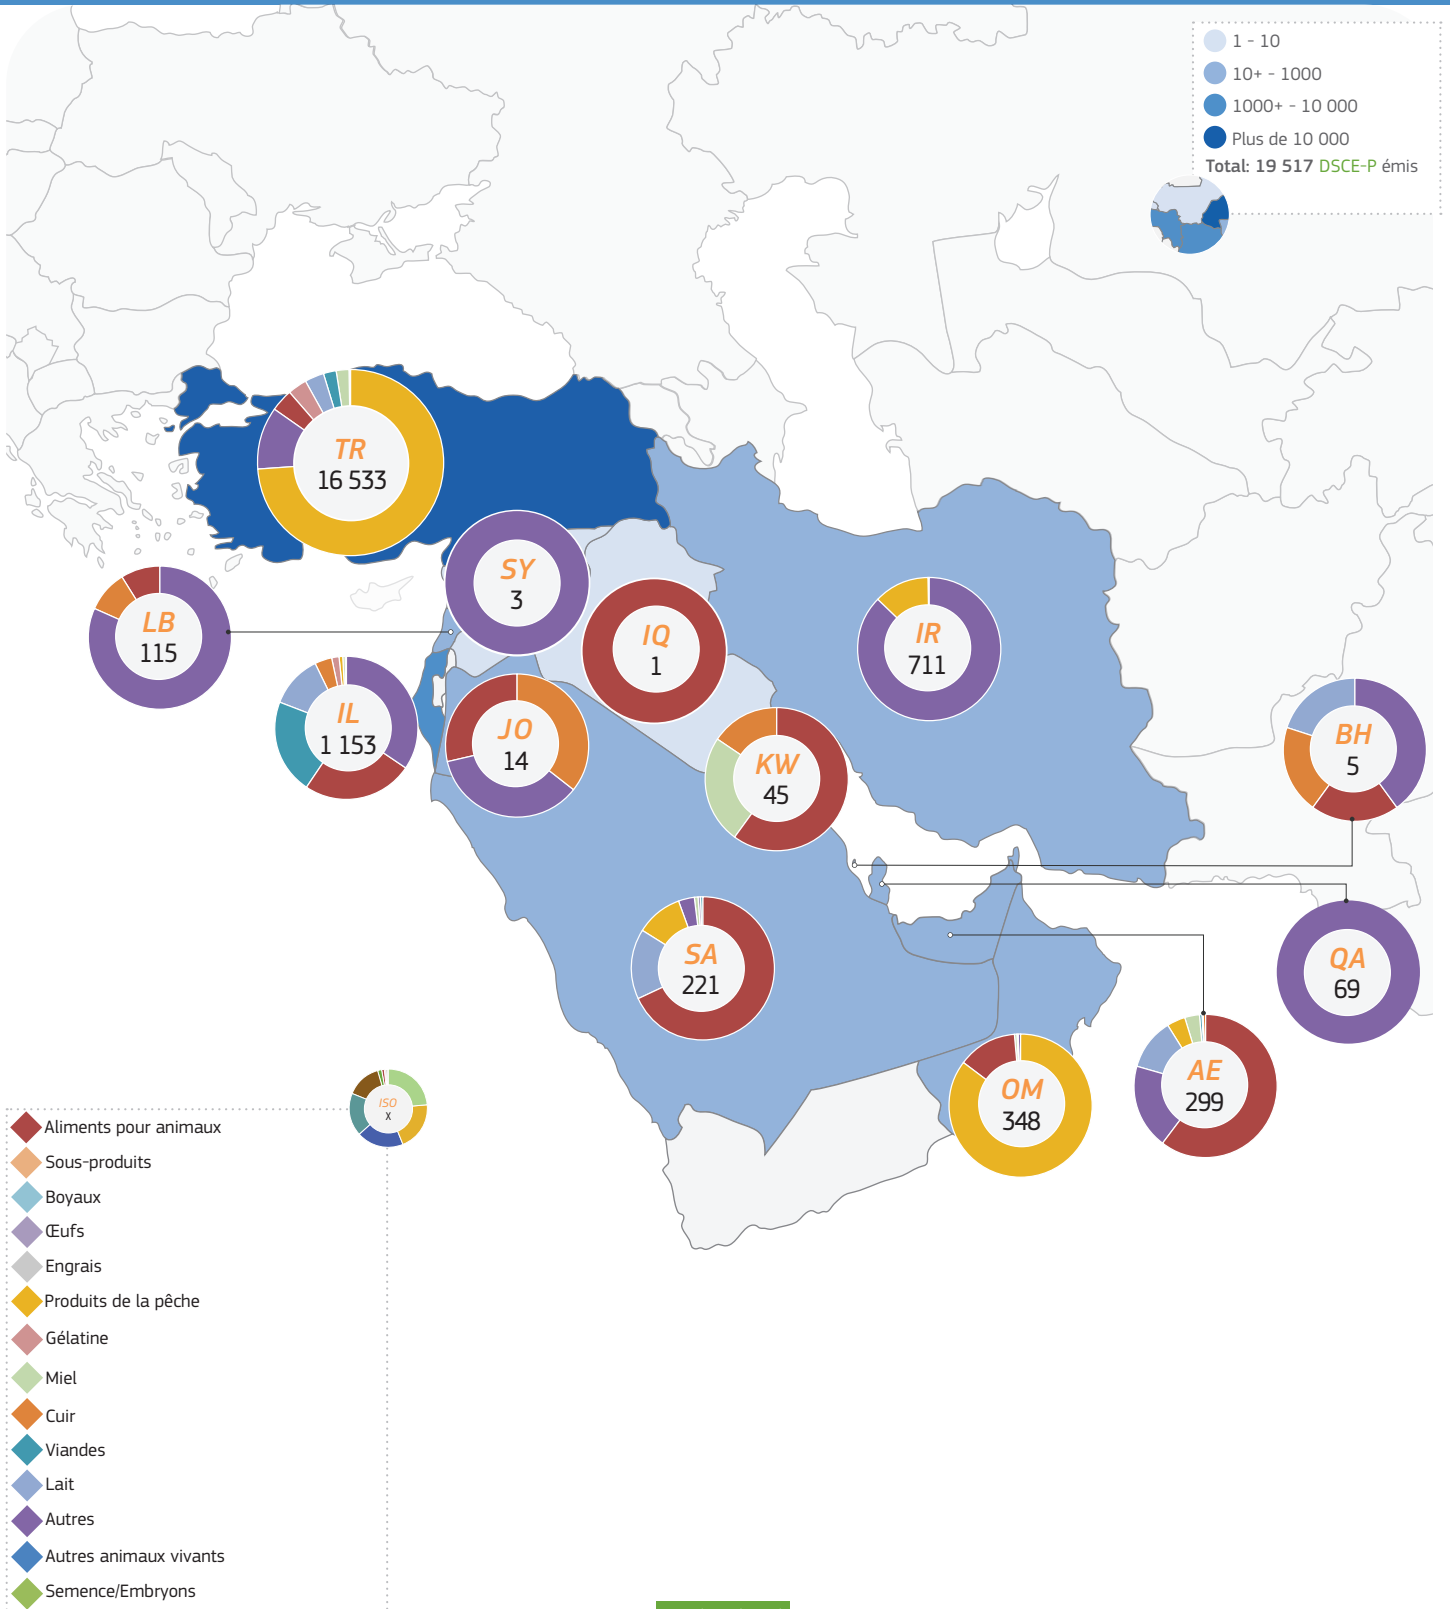 1 - 10
10+ - 1000
1000+ - 10 000
Plus de 10 000
Total: 19 517 DSCE-P émis
TR
16 533
SY
3
LB
115
IQ
1
IR
711
IL
1 153
JO
14
KW
45
BH
5
SA
221
QA
69
AE
299
OM
348
ISO
X
Aliments pour animaux
Sous-produits
Boyaux
Œufs
Engrais
Produits de la pêche
Gélatine
Miel
Cuir
Viandes
Lait
Autres
Autres animaux vivants
Semence/Embryons